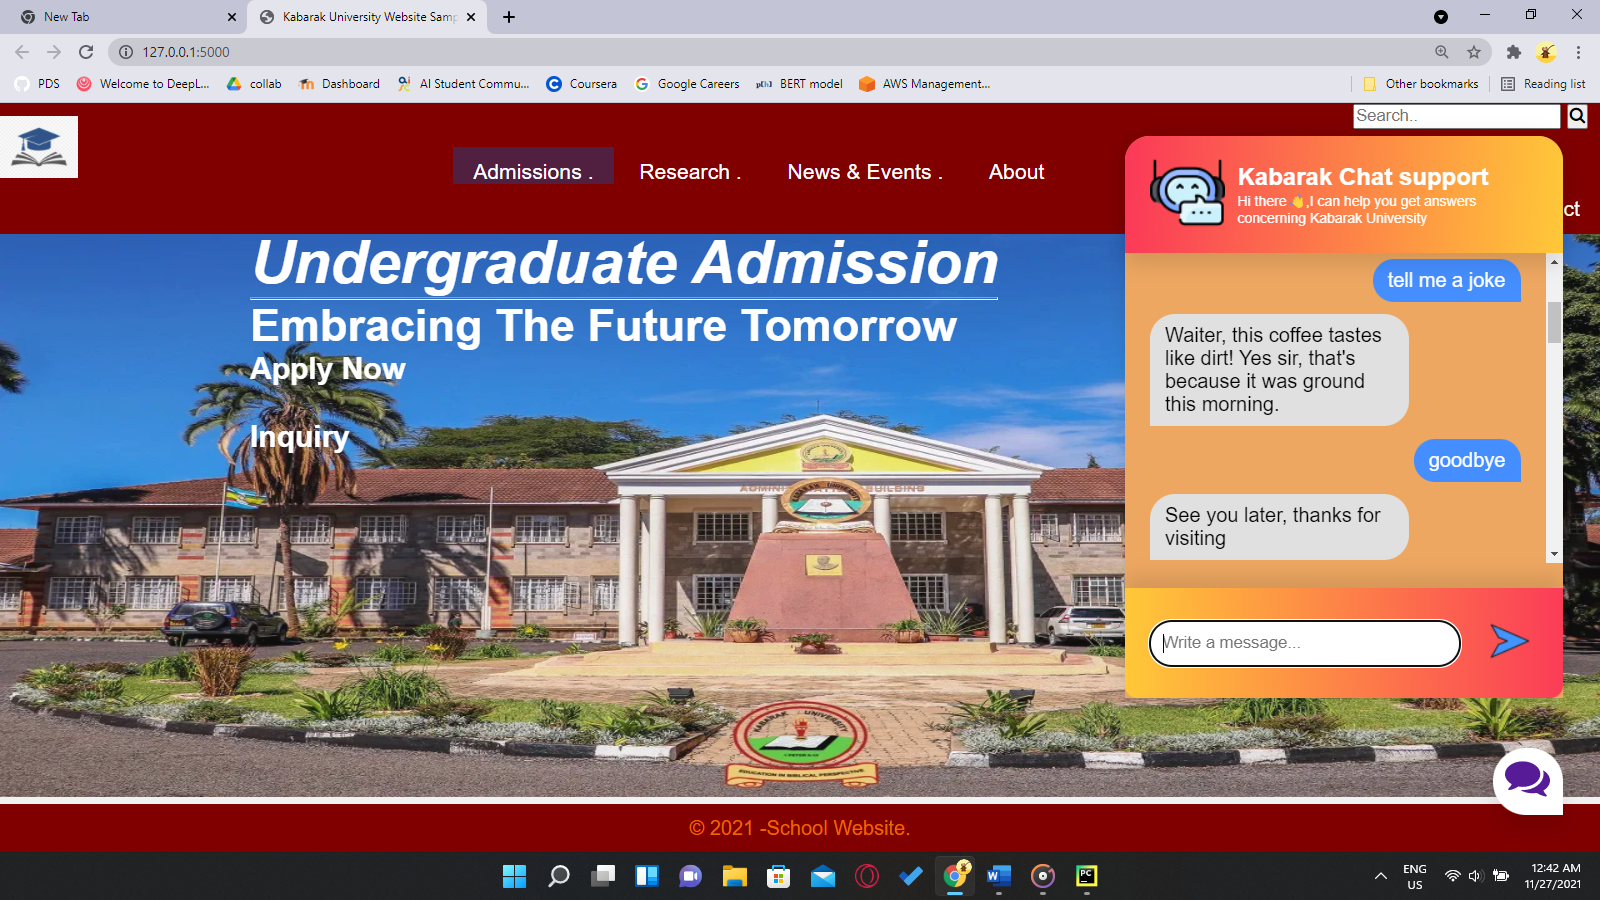 New Tab
Kabarak University Website Samp
127.0.0.1:5000
PDS
Welcome to DeepL...
collab
Dashboard
AI Student Commu...
Coursera
Google Careers
BERT model
AWS Management...
Other bookmarks
Reading list
Search..
Admissions .
Research .
News & Events .
About
ct
Undergraduate Admission
Embracing The Future Tomorrow
Apply Now
Inquiry
Kabarak Chat support
Hi there 👋,I can help you get answers
concerning Kabarak University
tell me a joke
Waiter, this coffee tastes
like dirt! Yes sir, that's
because it was ground
this morning.
goodbye
See you later, thanks for
visiting
Write a message...
KABARAK UNIVERSITY
EDUCATION IN BIBLICAL PERSPECTIVE
© 2021 -School Website.
ENG
US
12:42 AM
11/27/2021